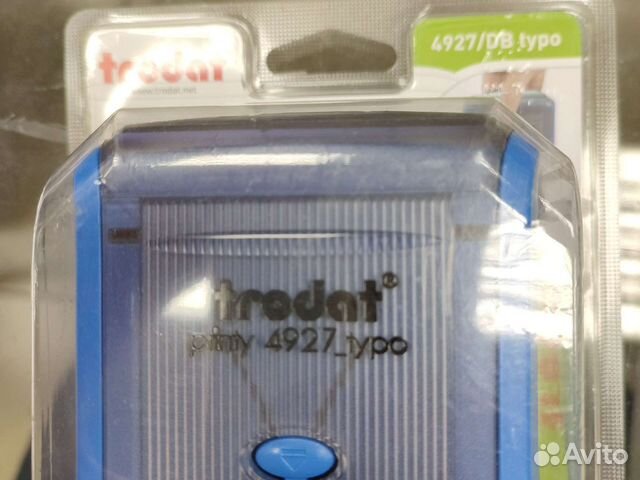 trodat
www.trodat.net
4927/DB typo
trodat®
printy 4927_typo
Avito